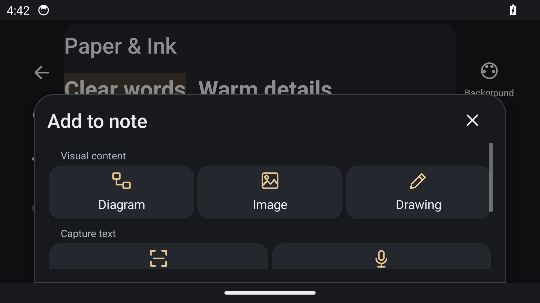 4:42
Paper & Ink
Clear words Warm details
Background
Add to note
Visual content
Diagram Image Drawing
Capture text